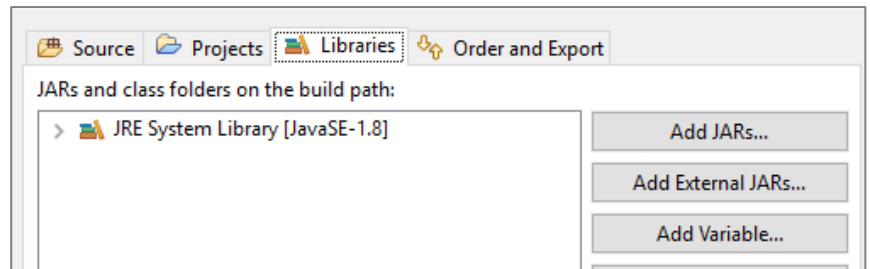 Source Projects Libraries Order and Export
JARs and class folders on the build path:
JRE System Library [JavaSE-1.8]
Add JARs...
Add External JARs...
Add Variable...